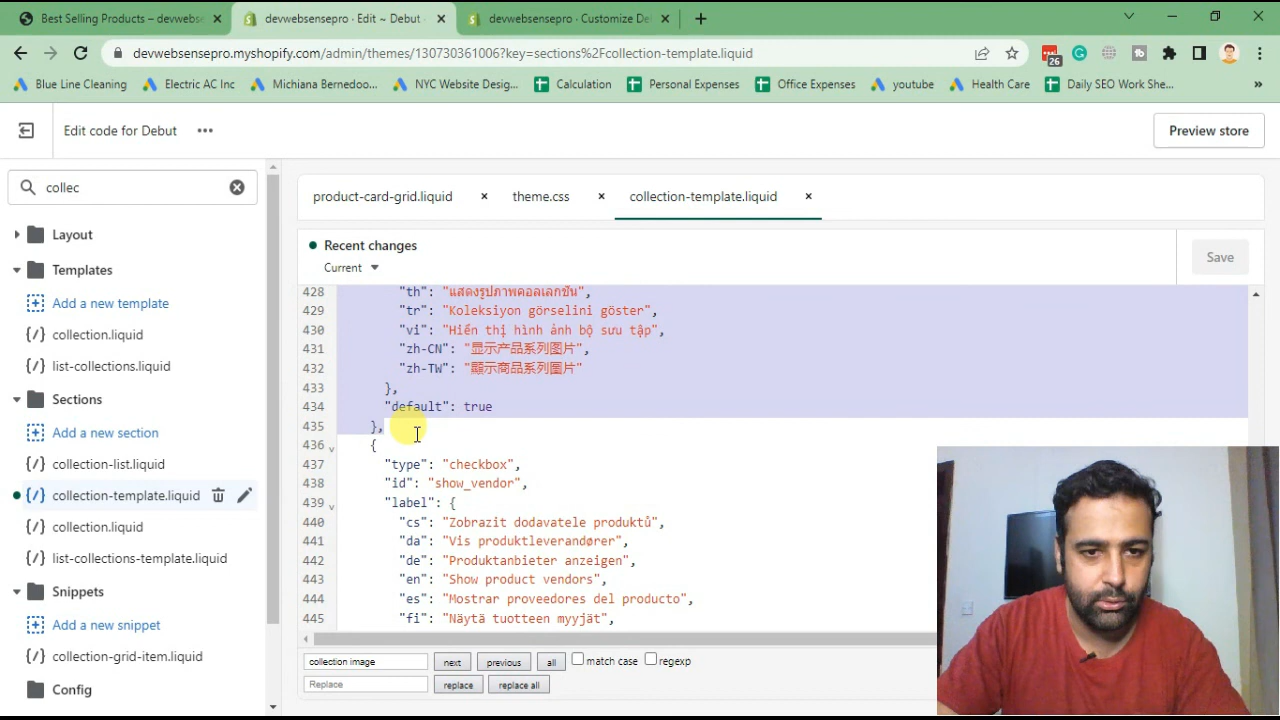 Best Selling Products – devwebse
devwebsensepro · Edit ~ Debut
devwebsensepro · Customize De
devwebsensepro.myshopify.com/admin/themes/130730361006?key=sections%2Fcollection-template.liquid
26
Blue Line Cleaning
Electric AC Inc
Michiana Bernedoo...
NYC Website Desig...
Calculation
Personal Expenses
Office Expenses
youtube
Health Care
Daily SEO Work She...
»
Edit code for Debut
Preview store
collec
Layout
Templates
Add a new template
collection.liquid
list-collections.liquid
Sections
Add a new section
collection-list.liquid
collection-template.liquid
collection.liquid
list-collections-template.liquid
Snippets
Add a new snippet
collection-grid-item.liquid
Config
product-card-grid.liquid
theme.css
collection-template.liquid
Recent changes
Current
Save
428 "th": "แสดงรูปภาพคอลเลกชัน",
429 "tr": "Koleksiyon görselini göster",
430 "vi": "Hiển thị hình ảnh bộ sưu tập",
431 "zh-CN": "显示产品系列图片",
432 "zh-TW": "顯示商品系列圖片"
433 },
434 "default": true
435 },
436 {
437 "type": "checkbox",
438 "id": "show_vendor",
439 "label": {
440 "cs": "Zobrazit dodavatele produktů",
441 "da": "Vis produktleverandører",
442 "de": "Produktanbieter anzeigen",
443 "en": "Show product vendors",
444 "es": "Mostrar proveedores del producto",
445 "fi": "Näytä tuotteen myyjät",
collection image
next
previous
all
match case
regexp
Replace
replace
replace all